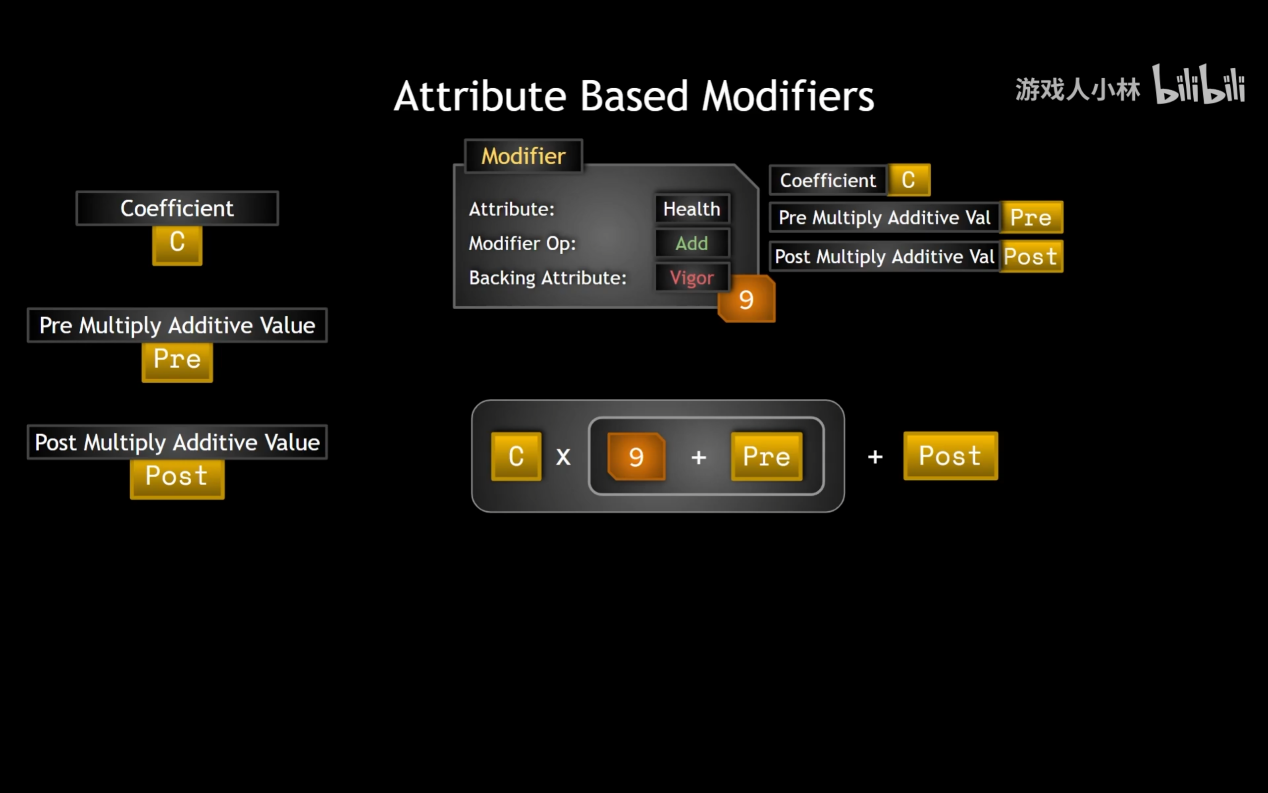 Attribute Based Modifiers
游戏人小林 bilibili
Coefficient
C
Pre Multiply Additive Value
Pre
Post Multiply Additive Value
Post
Modifier
Attribute: Health
Modifier Op: Add
Backing Attribute: Vigor
9
Coefficient C
Pre Multiply Additive Val Pre
Post Multiply Additive Val Post
C x 9 + Pre + Post